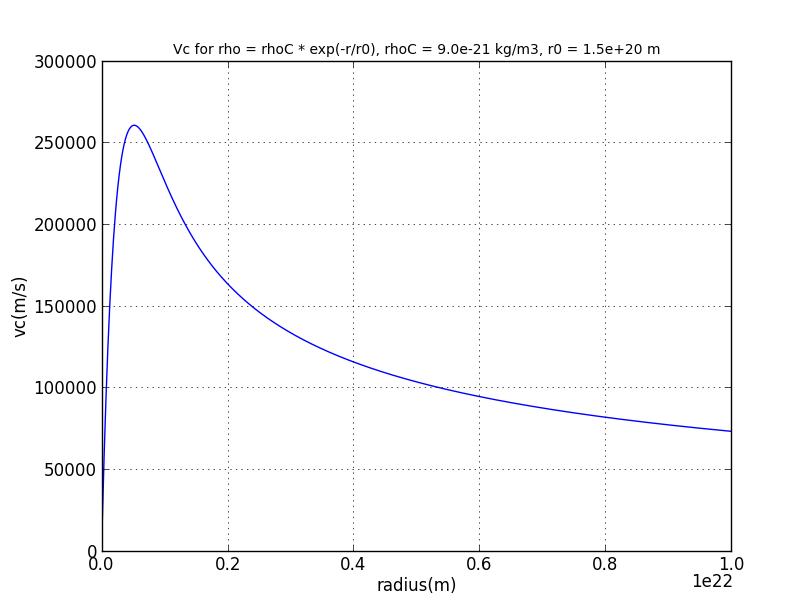 Vc for rho = rhoC * exp(-r/r0), rhoC = 9.0e-21 kg/m3, r0 = 1.5e+20 m
300000
250000
200000
150000
100000
50000
0
vc(m/s)
0.0 0.2 0.4 0.6 0.8 1.0
1e22
radius(m)